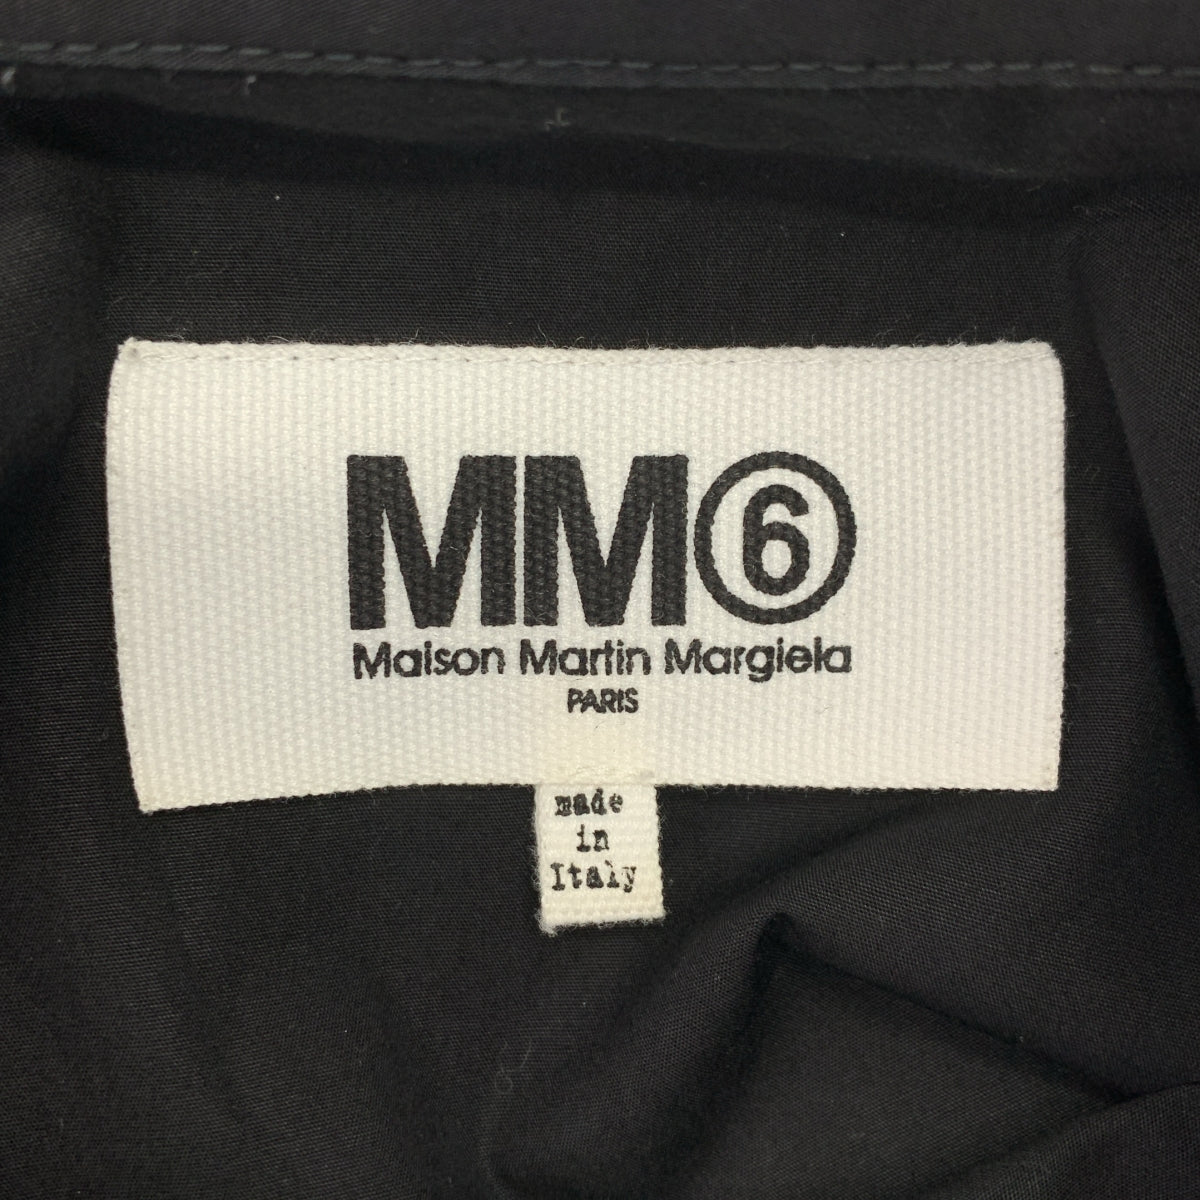 MM⑥
Maison Martin Margiela
PARIS
made
in
Italy